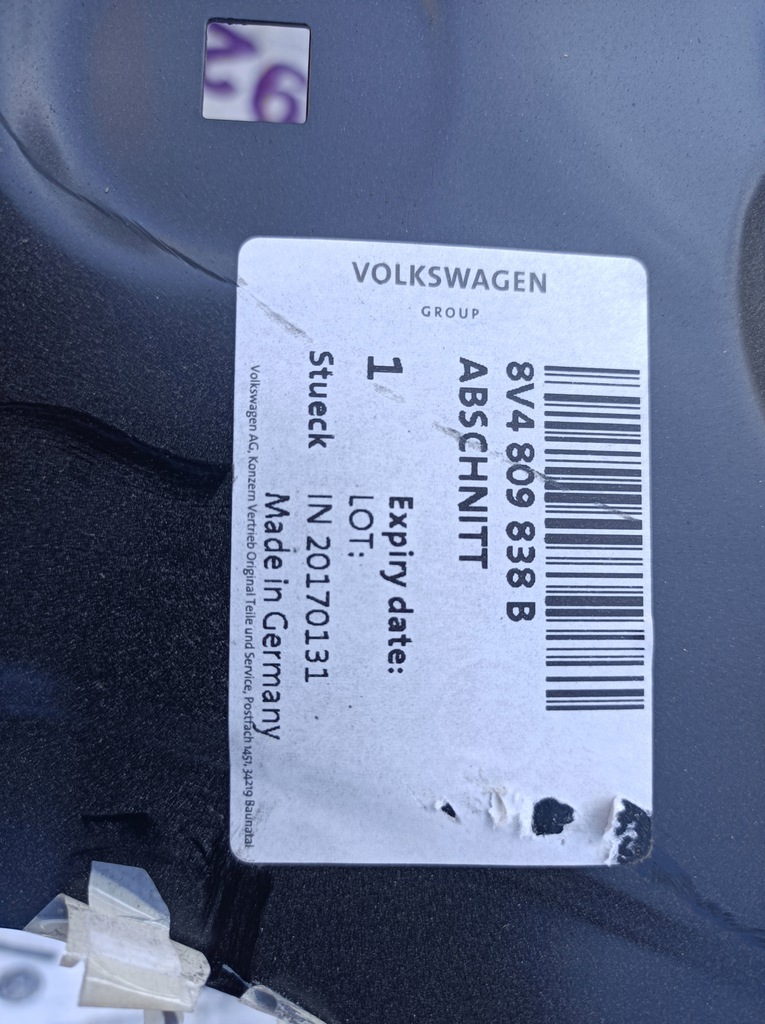 26
VOLKSWAGEN
GROUP
8V4 809 838 B
ABSCHNITT
Expiry date:
1
LOT:
Stueck
IN 20170131
Made in Germany
Volkswagen AG, Konzern Vertrieb Original Teile und Service, Postfach 1451, 34219 Baunatal